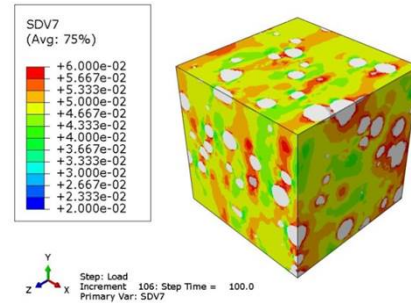 SDV7
(Avg: 75%)
+6.000e-02
+5.667e-02
+5.333e-02
+5.000e-02
+4.667e-02
+4.333e-02
+4.000e-02
+3.667e-02
+3.333e-02
+3.000e-02
+2.667e-02
+2.333e-02
+2.000e-02
Y
Z X
Step: Load
Increment 106: Step Time = 100.0
Primary Var: SDV7